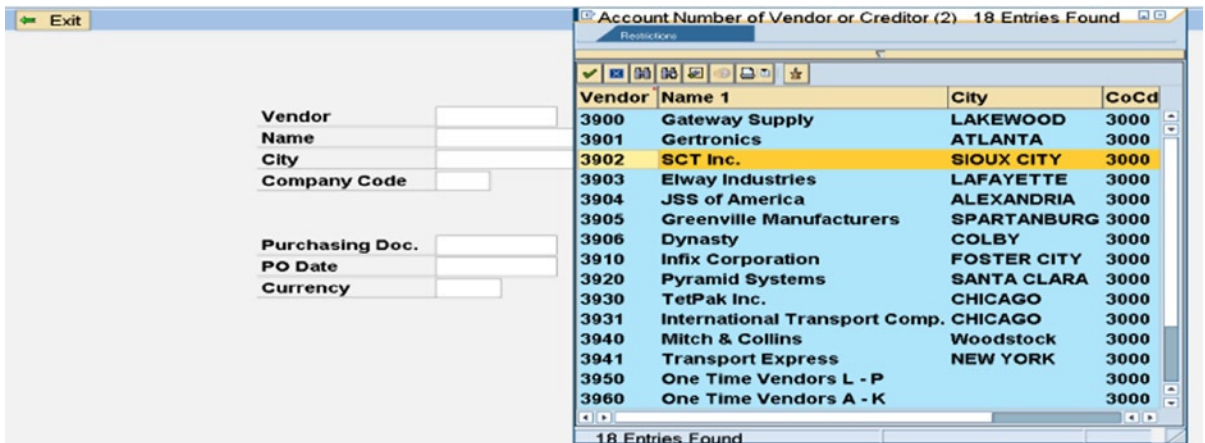 Exit
Account Number of Vendor or Creditor (2) 18 Entries Found
Restrictions
Vendor
Name
City
Company Code
Purchasing Doc.
PO Date
Currency
Vendor Name 1 City CoCd
3900 Gateway Supply LAKEWOOD 3000
3901 Gertronics ATLANTA 3000
3902 SCT Inc. SIOUX CITY 3000
3903 Elway Industries LAFAYETTE 3000
3904 JSS of America ALEXANDRIA 3000
3905 Greenville Manufacturers SPARTANBURG 3000
3906 Dynasty COLBY 3000
3910 Infix Corporation FOSTER CITY 3000
3920 Pyramid Systems SANTA CLARA 3000
3930 TetPak Inc. CHICAGO 3000
3931 International Transport Comp. CHICAGO 3000
3940 Mitch & Collins Woodstock 3000
3941 Transport Express NEW YORK 3000
3950 One Time Vendors L - P 3000
3960 One Time Vendors A - K 3000
18 Entries Found